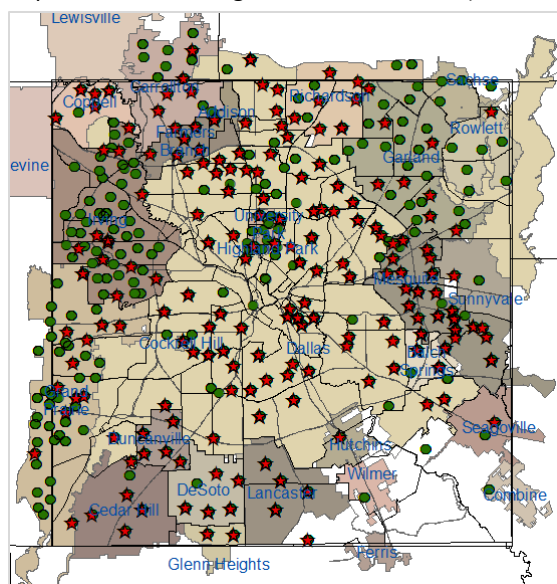 Lewisville
Coppell
Carrollton
Addison
Richardson
Sachse
Rowlett
Farmers
Branch
Garland
evine
Irving
University
Park
Highland Park
Mesquite
Sunnyvale
Cockrell Hill
Dallas
Balch
Springs
Grand
Prairie
Seagoville
Duncanville
Hutchins
Wilmer
DeSoto
Lancaster
Combine
Cedar Hill
Glenn Heights
Ferris